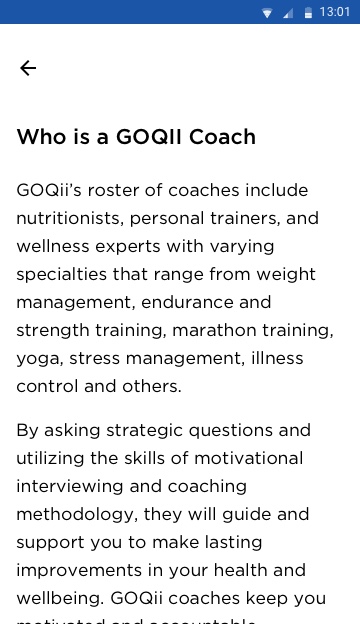 13:01
Who is a GOQII Coach
GOQii’s roster of coaches include
nutritionists, personal trainers, and
wellness experts with varying
specialties that range from weight
management, endurance and
strength training, marathon training,
yoga, stress management, illness
control and others.
By asking strategic questions and
utilizing the skills of motivational
interviewing and coaching
methodology, they will guide and
support you to make lasting
improvements in your health and
wellbeing. GOQii coaches keep you
motivated and accountable